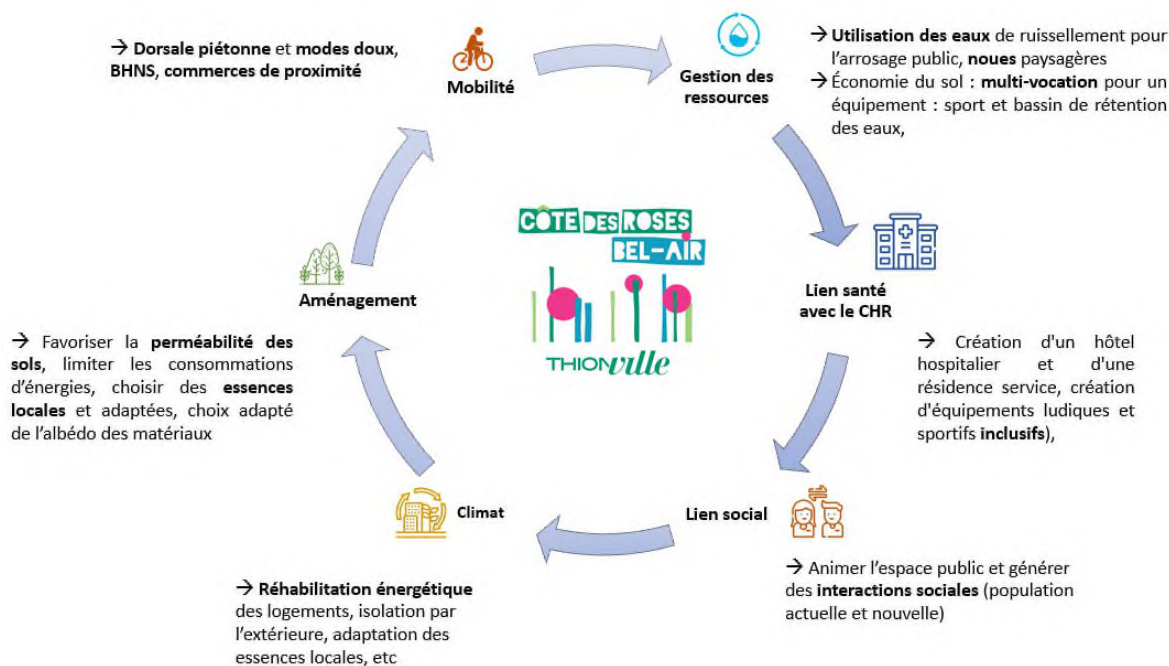 → Dorsale piétonne et modes doux,
BHNS, commerces de proximité
Mobilité
Gestion des
ressources
→ Utilisation des eaux de ruissellement pour
l'arrosage public, noues paysagères
→ Économie du sol : multi-vocation pour un
équipement : sport et bassin de rétention
des eaux,
CÔTE DES ROSES
BEL-AIR
THIONVILLE
Lien santé
avec le CHR
→ Création d'un hôtel
hospitalier et d'une
résidence service, création
d'équipements ludiques et
sportifs inclusifs),
Lien social
→ Animer l'espace public et générer
des interactions sociales (population
actuelle et nouvelle)
Climat
→ Réhabilitation énergétique
des logements, isolation par
l'extérieure, adaptation des
essences locales, etc
Aménagement
→ Favoriser la perméabilité des
sols, limiter les consommations
d'énergies, choisir des essences
locales et adaptées, choix adapté
de l'albédo des matériaux